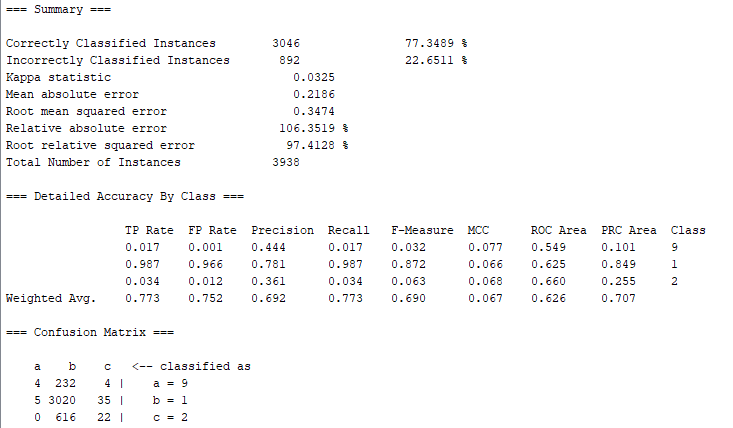 === Summary ===
Correctly Classified Instances 3046 77.3489 %
Incorrectly Classified Instances 892 22.6511 %
Kappa statistic 0.0325
Mean absolute error 0.2186
Root mean squared error 0.3474
Relative absolute error 106.3519 %
Root relative squared error 97.4128 %
Total Number of Instances 3938
=== Detailed Accuracy By Class ===
TP Rate FP Rate Precision Recall F-Measure MCC ROC Area PRC Area Class
0.017 0.001 0.444 0.017 0.032 0.077 0.549 0.101 9
0.987 0.966 0.781 0.987 0.872 0.066 0.625 0.849 1
0.034 0.012 0.361 0.034 0.063 0.068 0.660 0.255 2
Weighted Avg. 0.773 0.752 0.692 0.773 0.690 0.067 0.626 0.707
=== Confusion Matrix ===
a b c <-- classified as
4 232 4 | a = 9
5 3020 35 | b = 1
0 616 22 | c = 2